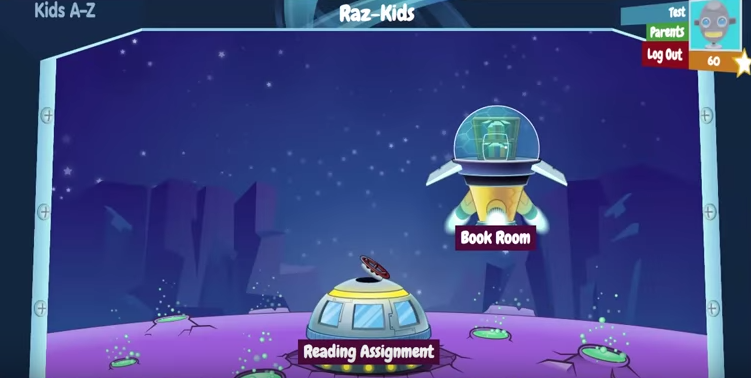 Kids A-Z
Raz-Kids
Test
Parents
Log Out
60
Book Room
Reading Assignment